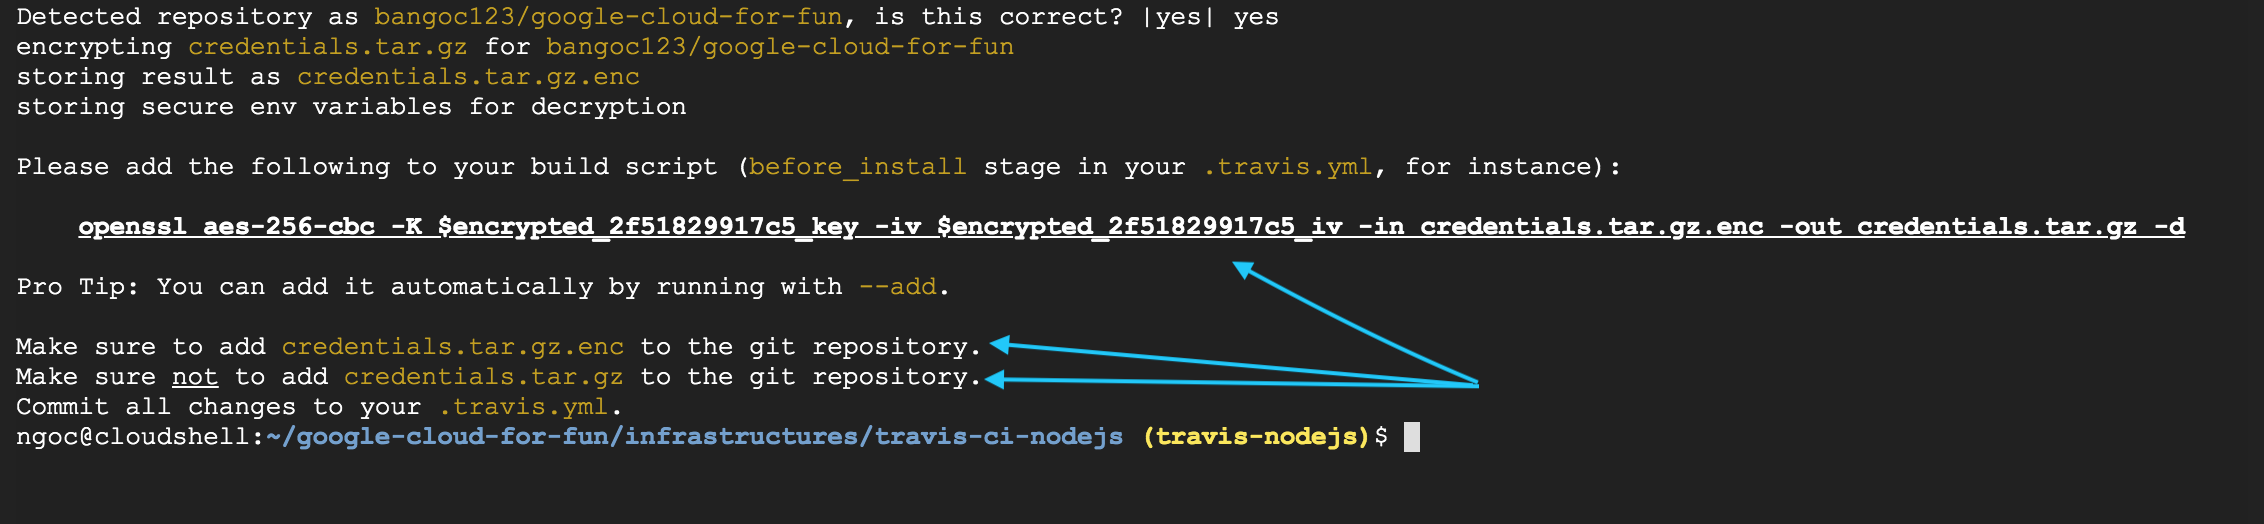 Detected repository as bangoc123/google-cloud-for-fun, is this correct? |yes| yes
encrypting credentials.tar.gz for bangoc123/google-cloud-for-fun
storing result as credentials.tar.gz.enc
storing secure env variables for decryption
Please add the following to your build script (before_install stage in your .travis.yml, for instance):
openssl aes-256-cbc -K $encrypted_2f51829917c5_key -iv $encrypted_2f51829917c5_iv -in credentials.tar.gz.enc -out credentials.tar.gz -d
Pro Tip: You can add it automatically by running with --add.
Make sure to add credentials.tar.gz.enc to the git repository.
Make sure not to add credentials.tar.gz to the git repository.
Commit all changes to your .travis.yml.
ngoc@cloudshell:~/google-cloud-for-fun/infrastructures/travis-ci-nodejs (travis-nodejs)$